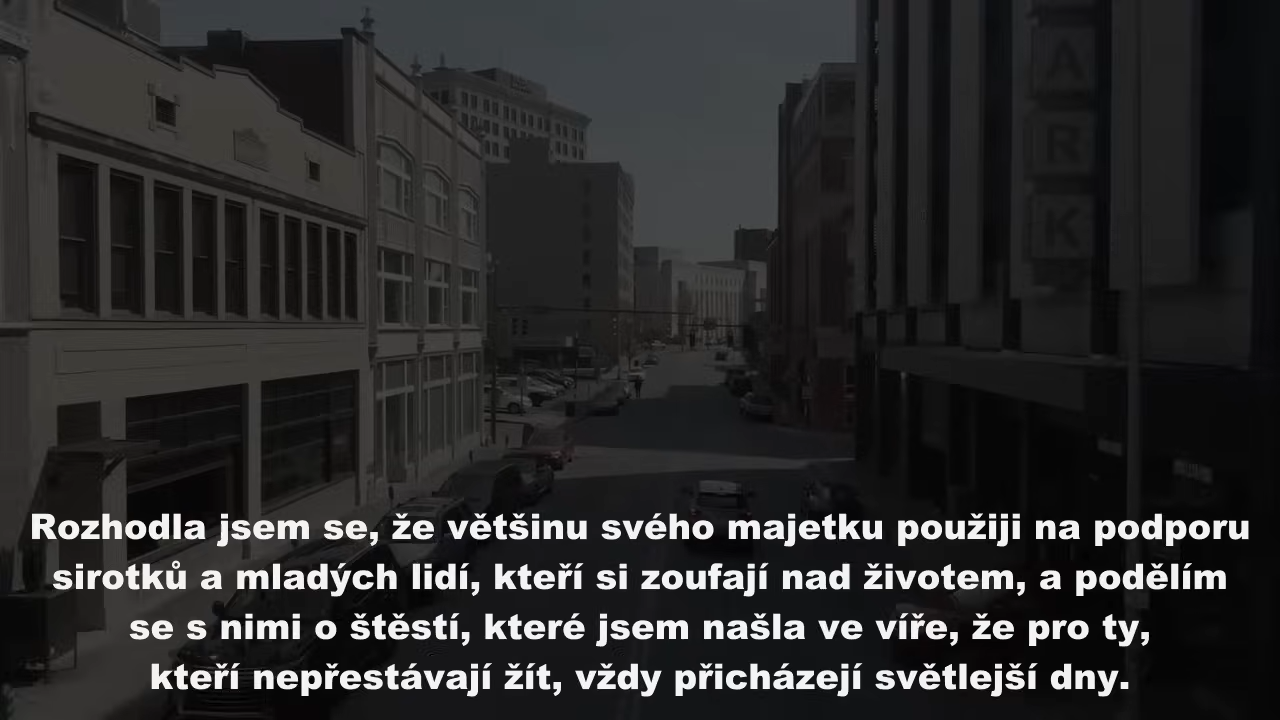 ARK
Rozhodla jsem se, že většinu svého majetku použiji na podporu
sirotků a mladých lidí, kteří si zoufají nad životem, a podělím
se s nimi o štěstí, které jsem našla ve víře, že pro ty,
kteří nepřestávají žít, vždy přicházejí světlejší dny.